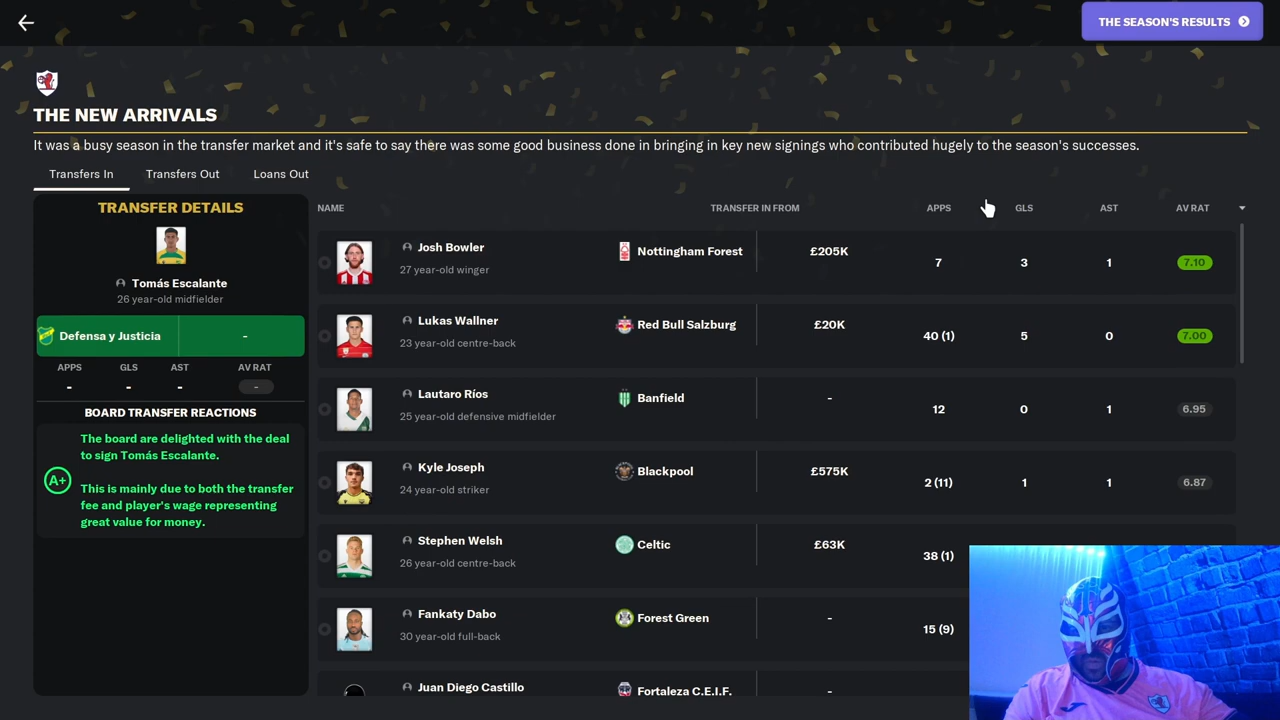 THE SEASON'S RESULTS
THE NEW ARRIVALS
It was a busy season in the transfer market and it's safe to say there was some good business done in bringing in key new signings who contributed hugely to the season's successes.
Transfers In Transfers Out Loans Out
TRANSFER DETAILS
Tomás Escalante
26 year-old midfielder
Defensa y Justicia -
APPS GLS AST AV RAT
- - - -
BOARD TRANSFER REACTIONS
A+
The board are delighted with the deal
to sign Tomás Escalante.
This is mainly due to both the transfer
fee and player's wage representing
great value for money.
NAME TRANSFER IN FROM APPS GLS AST AV RAT
Josh Bowler Nottingham Forest £205K 7 3 1 7.10
27 year-old winger
Lukas Wallner Red Bull Salzburg £20K 40 (1) 5 0 7.00
23 year-old centre-back
Lautaro Ríos Banfield - 12 0 1 6.95
25 year-old defensive midfielder
Kyle Joseph Blackpool £575K 2 (11) 1 1 6.87
24 year-old striker
Stephen Welsh Celtic £63K 38 (1)
26 year-old centre-back
Fankaty Dabo Forest Green - 15 (9)
30 year-old full-back
Juan Diego Castillo Fortaleza C.E.I.F. -